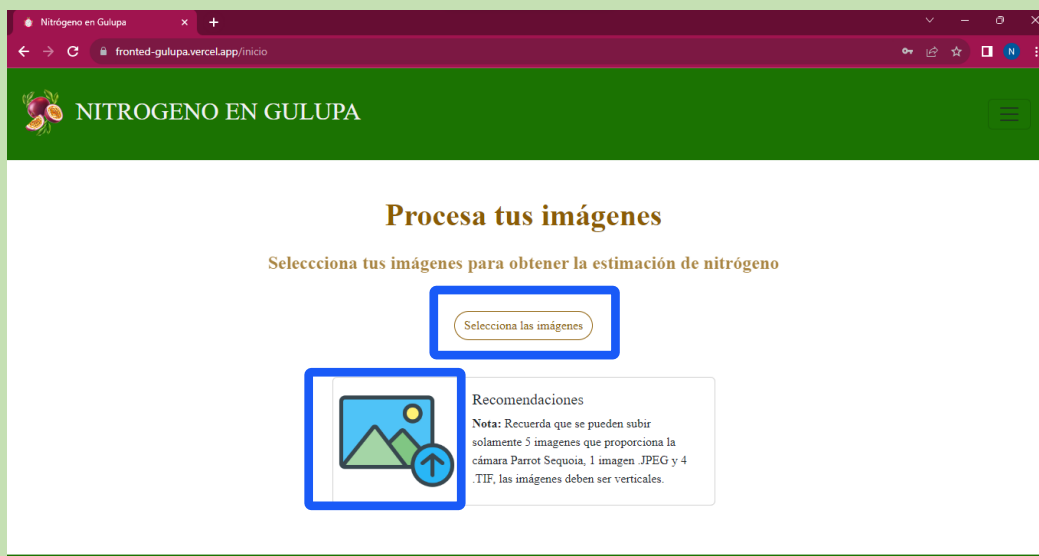 Nitrógeno en Gulupa
fronted-gulupa.vercel.app/inicio
N
NITROGENO EN GULUPA
Procesa tus imágenes
Seleccciona tus imágenes para obtener la estimación de nitrógeno
Selecciona las imágenes
Recomendaciones
Nota: Recuerda que se pueden subir
solamente 5 imagenes que proporciona la
cámara Parrot Sequoia, 1 imagen .JPEG y 4
.TIF, las imágenes deben ser verticales.